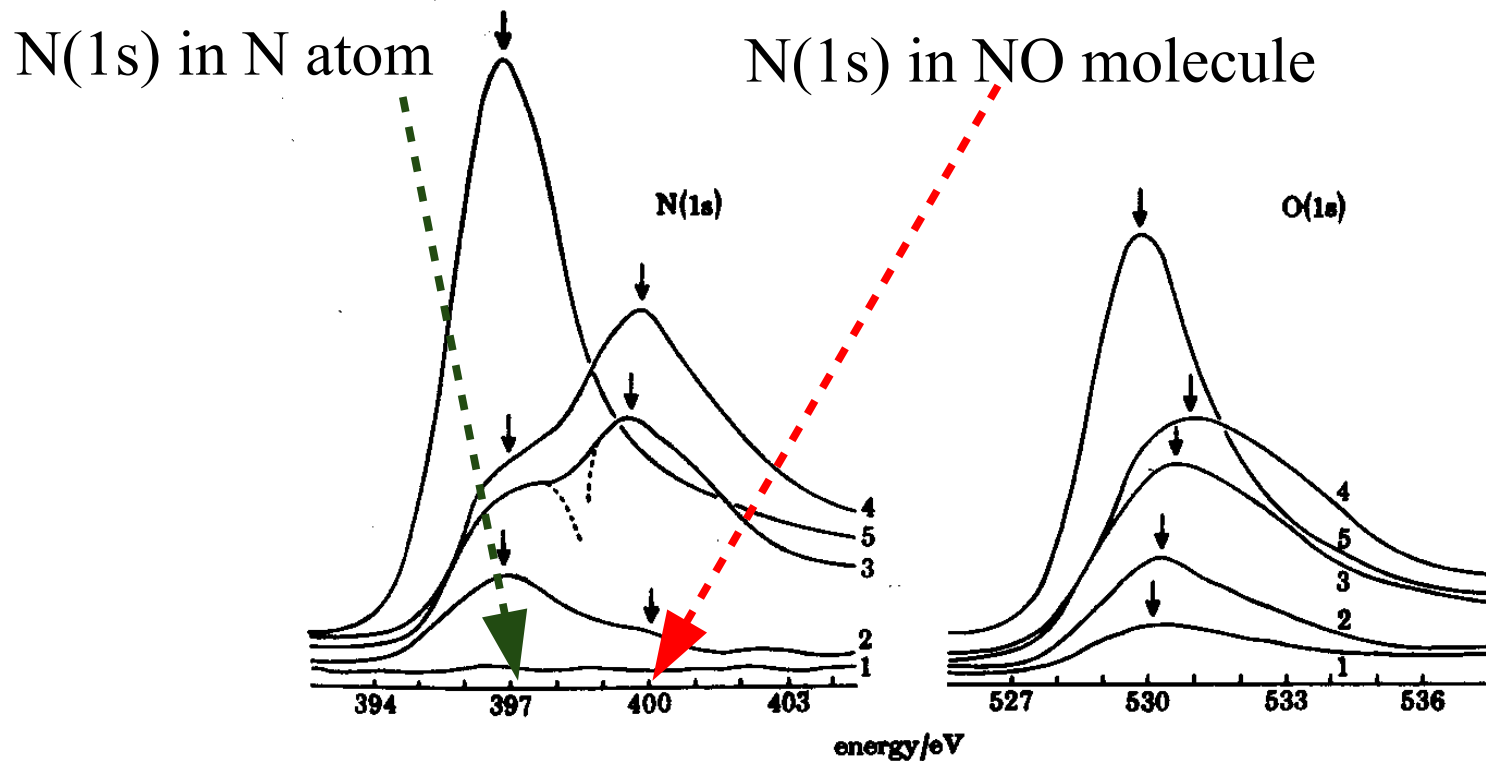 N(1s) in N atom
N(1s) in NO molecule
N(1s)
O(1s)
4
5
3
2
1
4
5
3
2
1
394 397 400 403
527 530 533 536
energy/eV